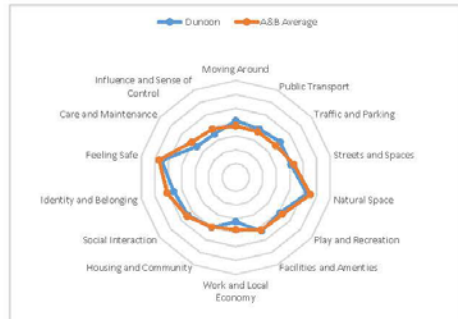 Dunoon A&B Average
Moving Around
Public Transport
Traffic and Parking
Streets and Spaces
Natural Space
Play and Recreation
Facilities and Amenties
Work and Local
Economy
Housing and Community
Social Interaction
Identity and Belonging
Feeling Safe
Care and Maintenance
Influence and Sense of
Control